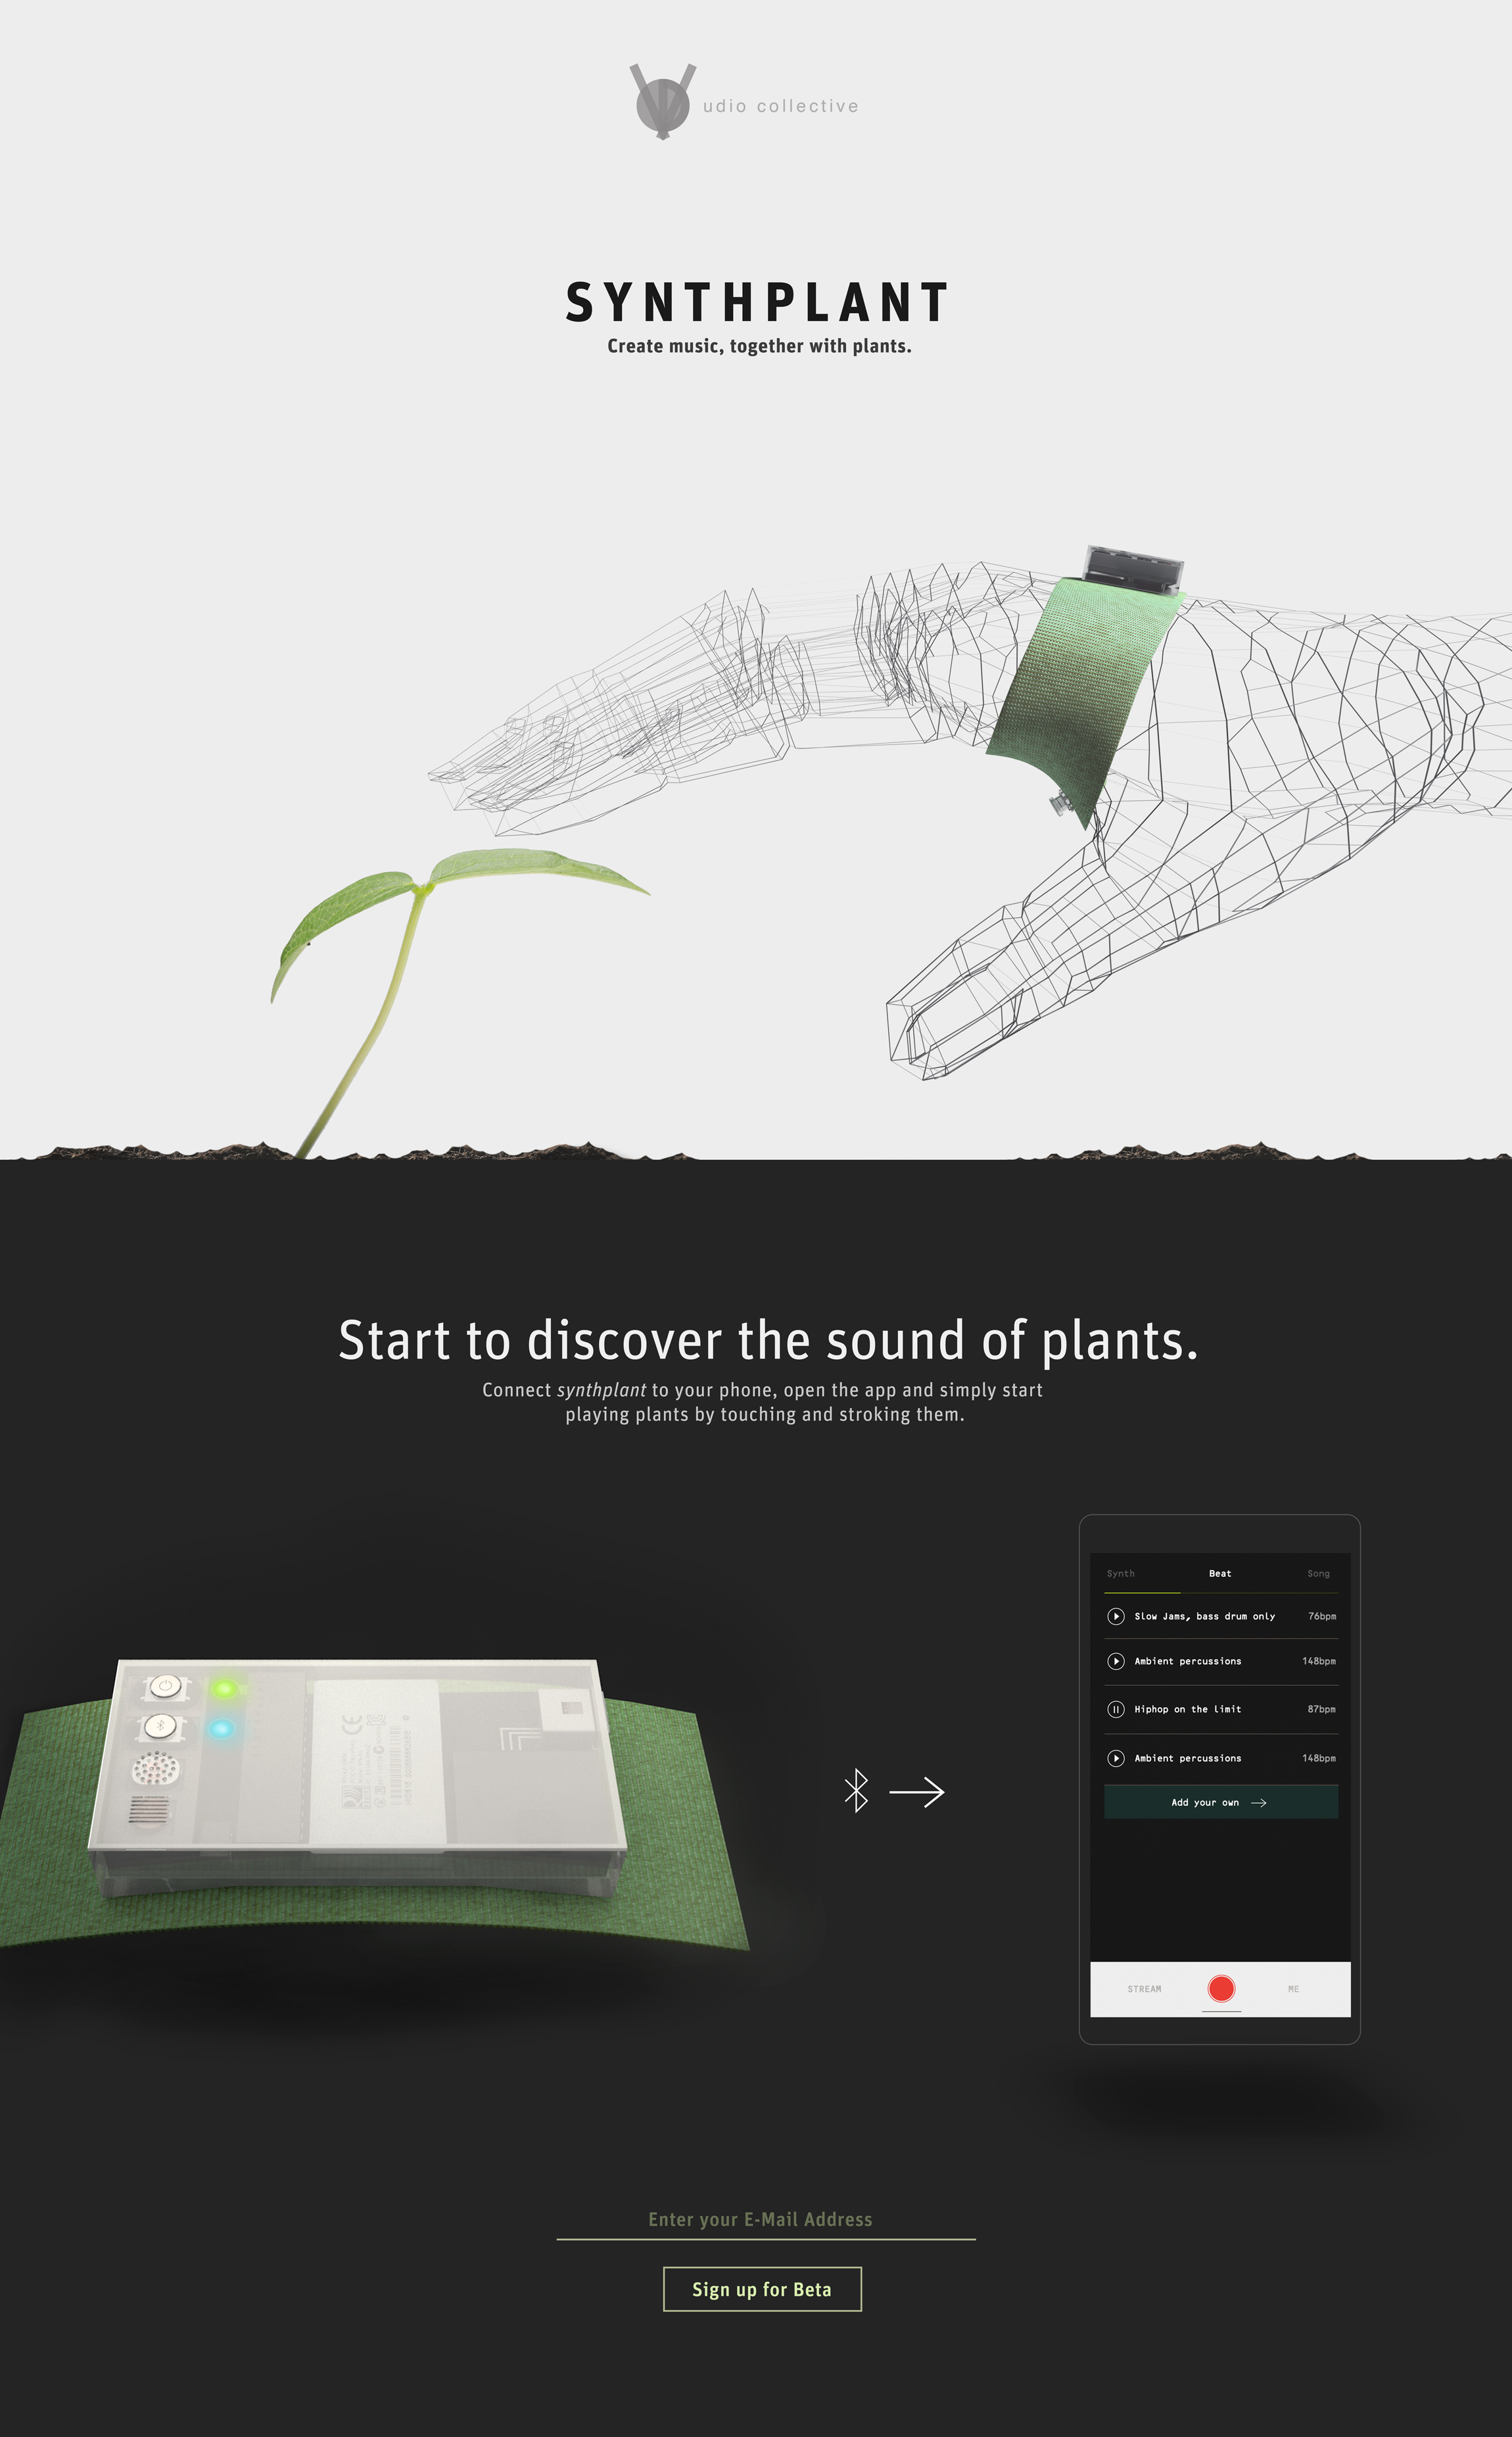 udio collective
SYNTHPLANT
Create music, together with plants.
Start to discover the sound of plants.
Connect synthplant to your phone, open the app and simply start
playing plants by touching and stroking them.
Synth Beat Song
Slow Jams, bass drum only 76bpm
Ambient percussions 148bpm
Hiphop on the limit 87bpm
Ambient percussions 148bpm
Add your own
STREAM ME
Enter your E-Mail Address
Sign up for Beta